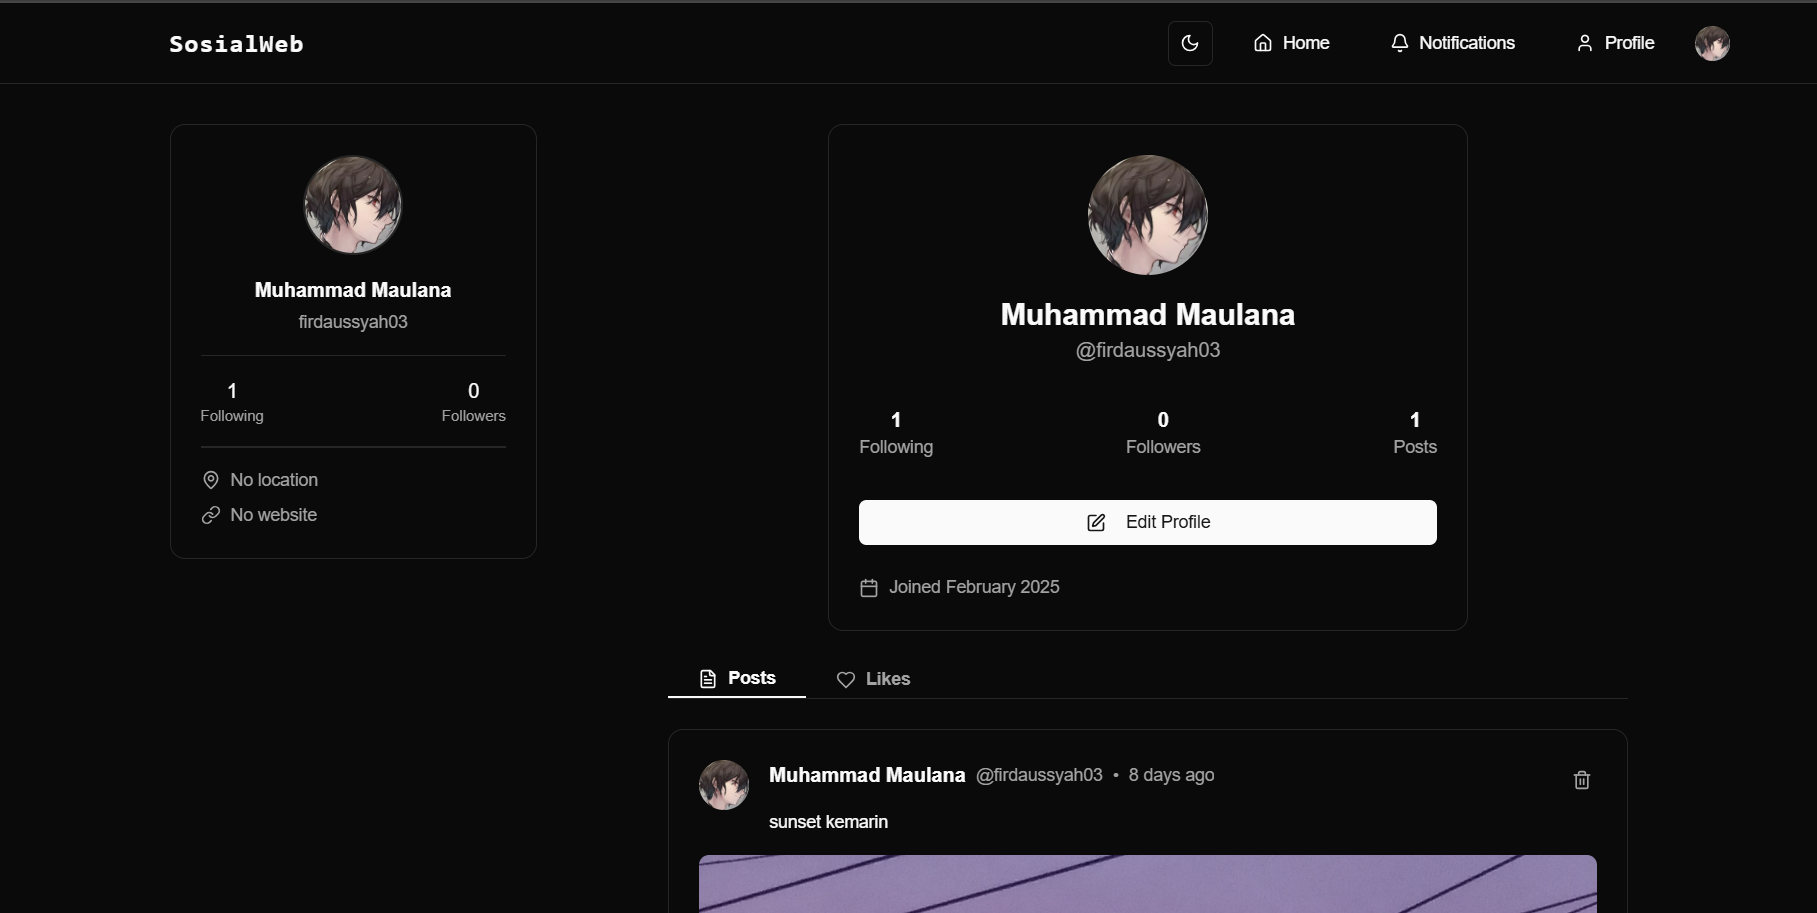 SosialWeb
Home
Notifications
Profile
Muhammad Maulana
firdaussyah03
1
Following
0
Followers
No location
No website
Muhammad Maulana
@firdaussyah03
1
Following
0
Followers
1
Posts
Edit Profile
Joined February 2025
Posts
Likes
Muhammad Maulana @firdaussyah03 • 8 days ago
sunset kemarin